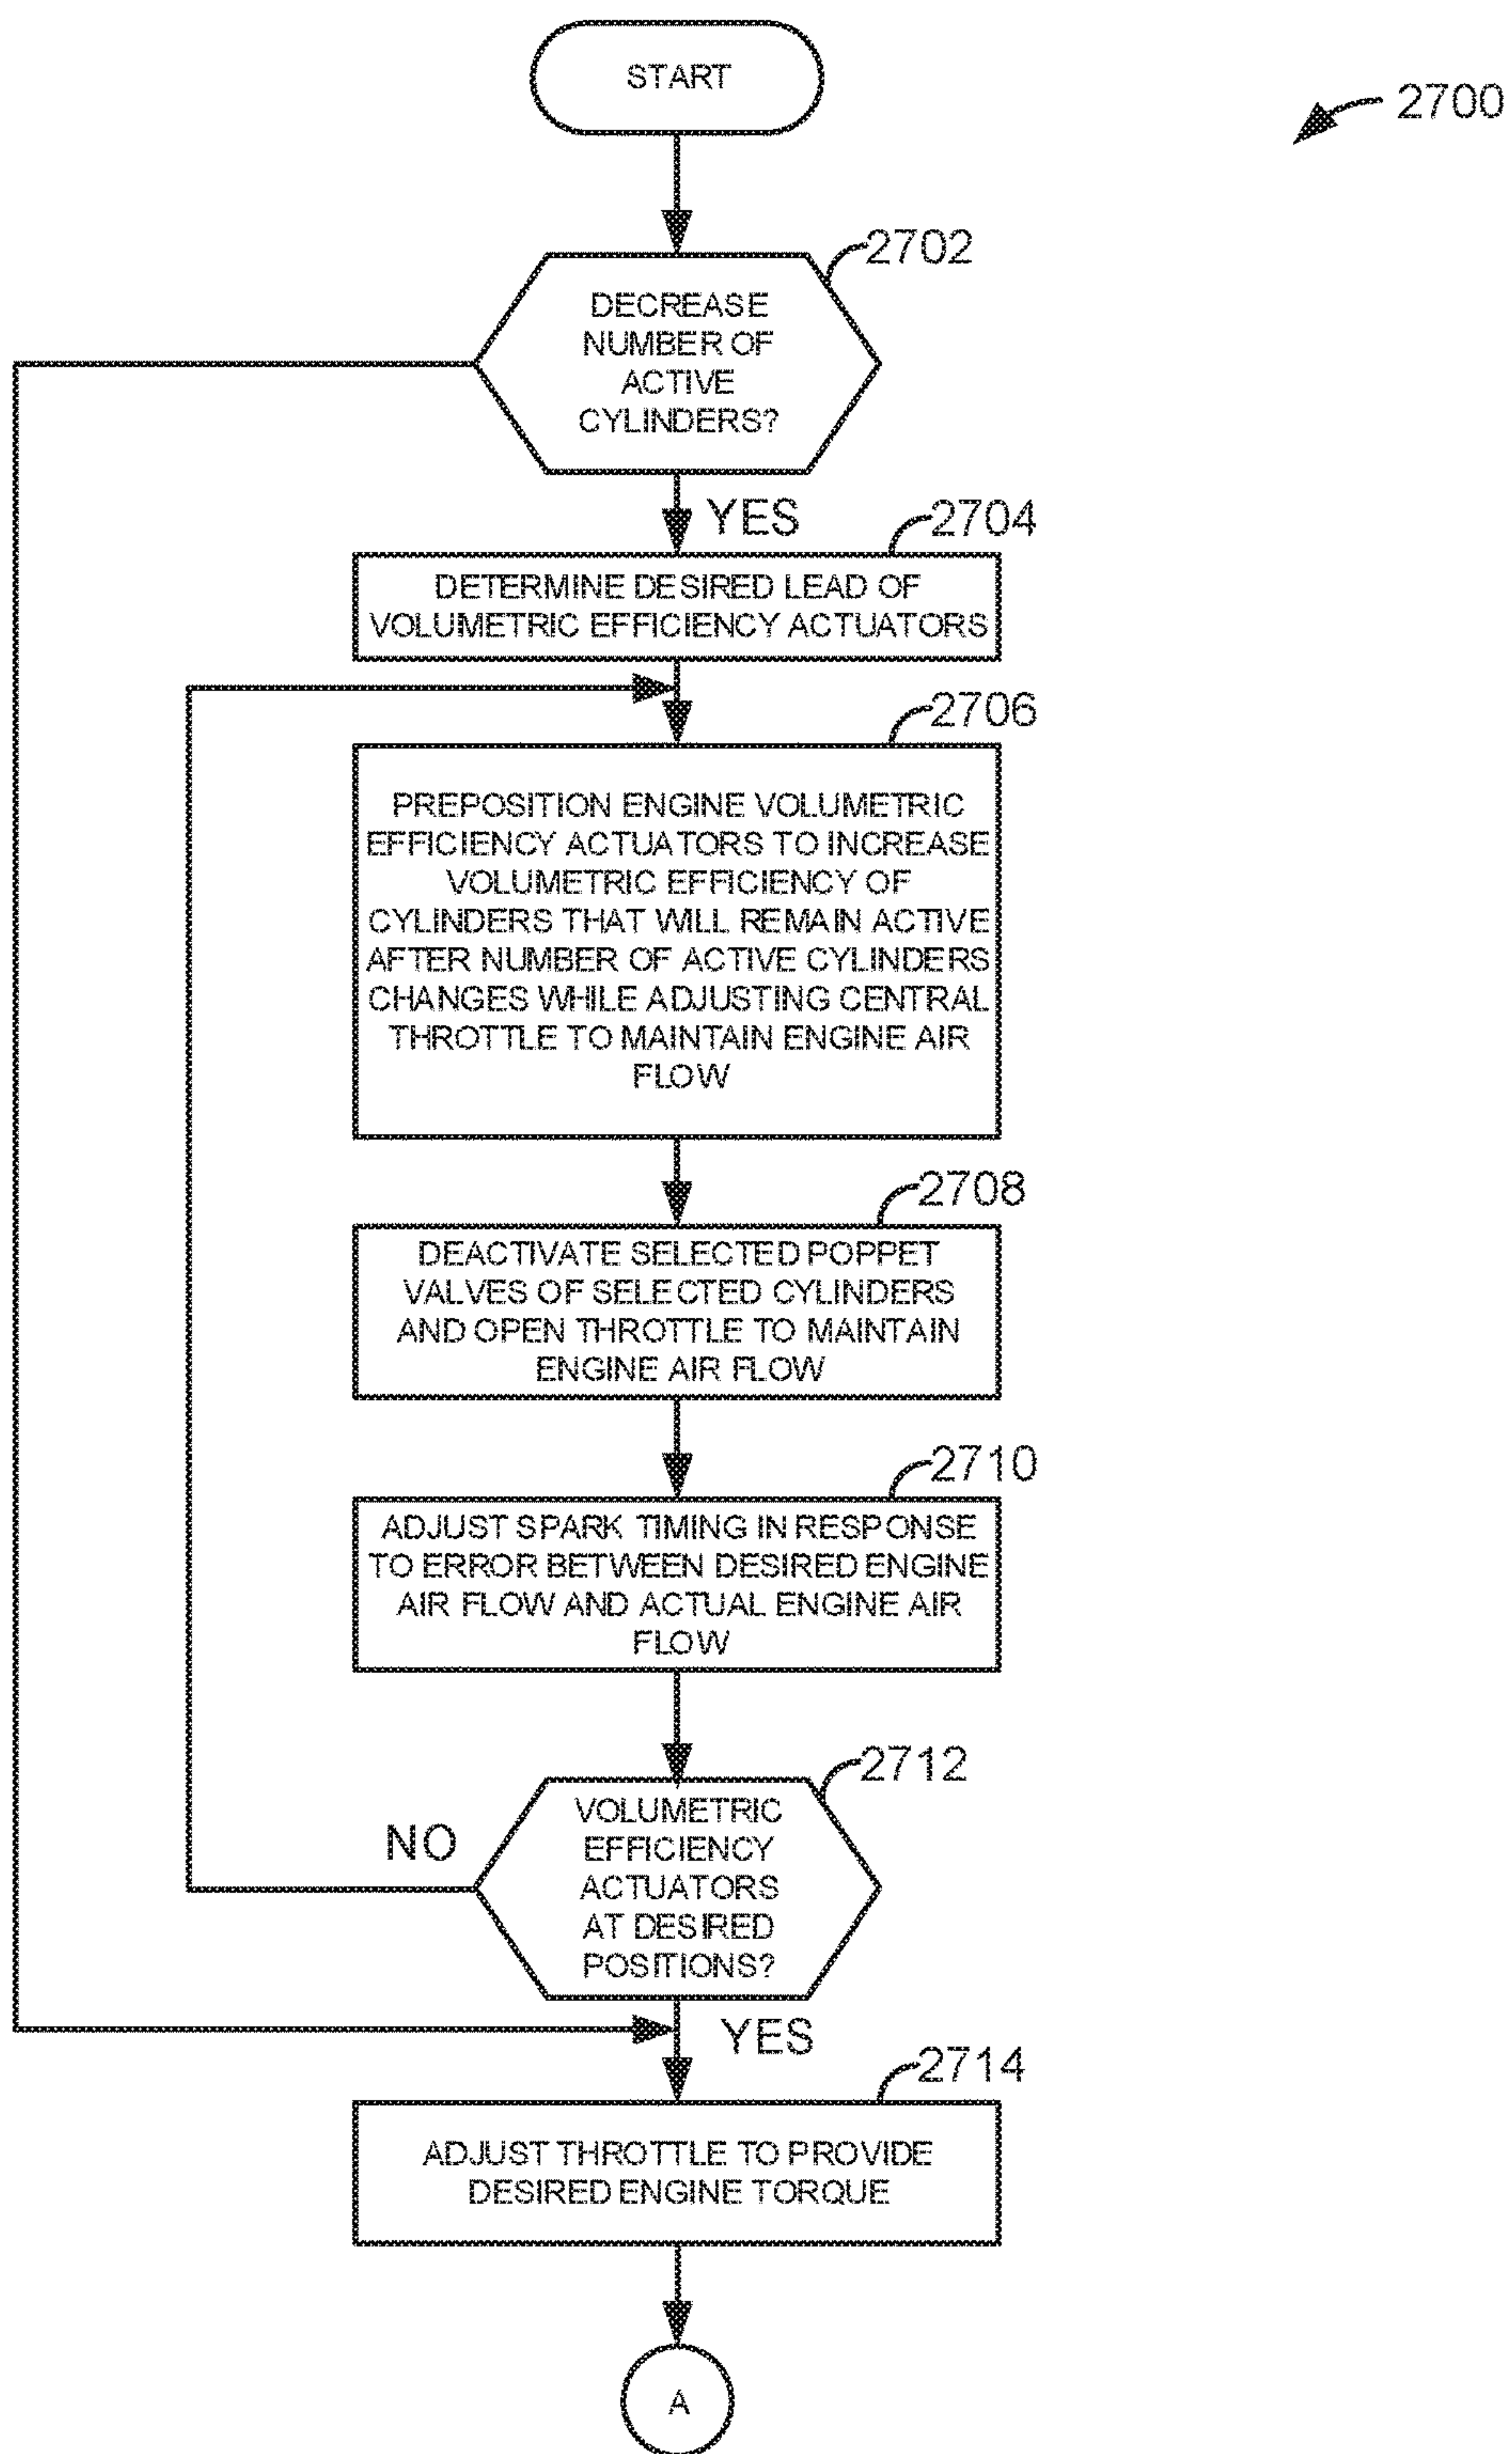 START
2700
2702
DECREASE
NUMBER OF
ACTIVE
CYLINDERS?
YES
2704
DETERMINE DESIRED LEAD OF
VOLUMETRIC EFFICIENCY ACTUATORS
2706
PREPOSITION ENGINE VOLUMETRIC
EFFICIENCY ACTUATORS TO INCREASE
VOLUMETRIC EFFICIENCY OF
CYLINDERS THAT WILL REMAIN ACTIVE
AFTER NUMBER OF ACTIVE CYLINDERS
CHANGES WHILE ADJUSTING CENTRAL
THROTTLE TO MAINTAIN ENGINE AIR
FLOW
2708
DEACTIVATE SELECTED POPPET
VALVES OF SELECTED CYLINDERS
AND OPEN THROTTLE TO MAINTAIN
ENGINE AIR FLOW
2710
ADJUST SPARK TIMING IN RESPONSE
TO ERROR BETWEEN DESIRED ENGINE
AIR FLOW AND ACTUAL ENGINE AIR
FLOW
2712
VOLUMETRIC
EFFICIENCY
ACTUATORS
AT DESIRED
POSITIONS?
NO
YES
2714
ADJUST THROTTLE TO PROVIDE
DESIRED ENGINE TORQUE
A